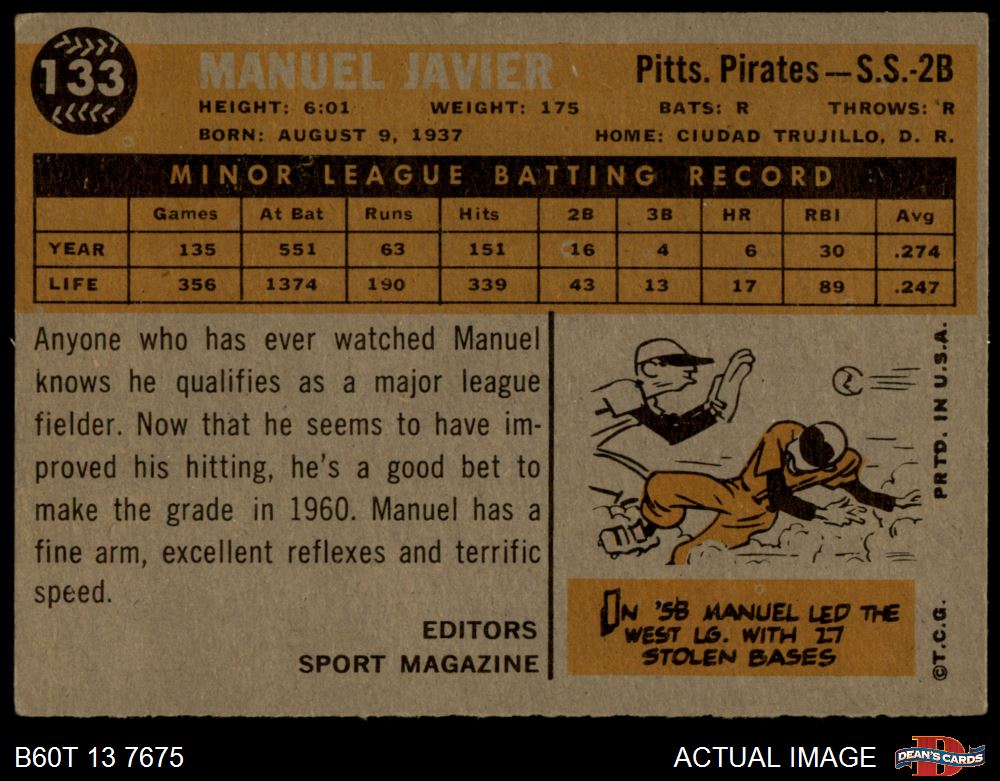 133
MANUEL JAVIER
Pitts. Pirates—S.S.-2B
HEIGHT: 6:01 WEIGHT: 175 BATS: R THROWS: R
BORN: AUGUST 9, 1937 HOME: CIUDAD TRUJILLO, D. R.
MINOR LEAGUE BATTING RECORD
Games At Bat Runs Hits 2B 3B HR RBI Avg
YEAR 135 551 63 151 16 4 6 30 .274
LIFE 356 1374 190 339 43 13 17 89 .247
Anyone who has ever watched Manuel
knows he qualifies as a major league
fielder. Now that he seems to have im-
proved his hitting, he's a good bet to
make the grade in 1960. Manuel has a
fine arm, excellent reflexes and terrific
speed.
EDITORS
SPORT MAGAZINE
IN '58 MANUEL LED THE
WEST LG. WITH 27
STOLEN BASES
©T.C.G. PRTD. IN U.S.A.
B60T 13 7675
ACTUAL IMAGE
DEAN'S CARDS